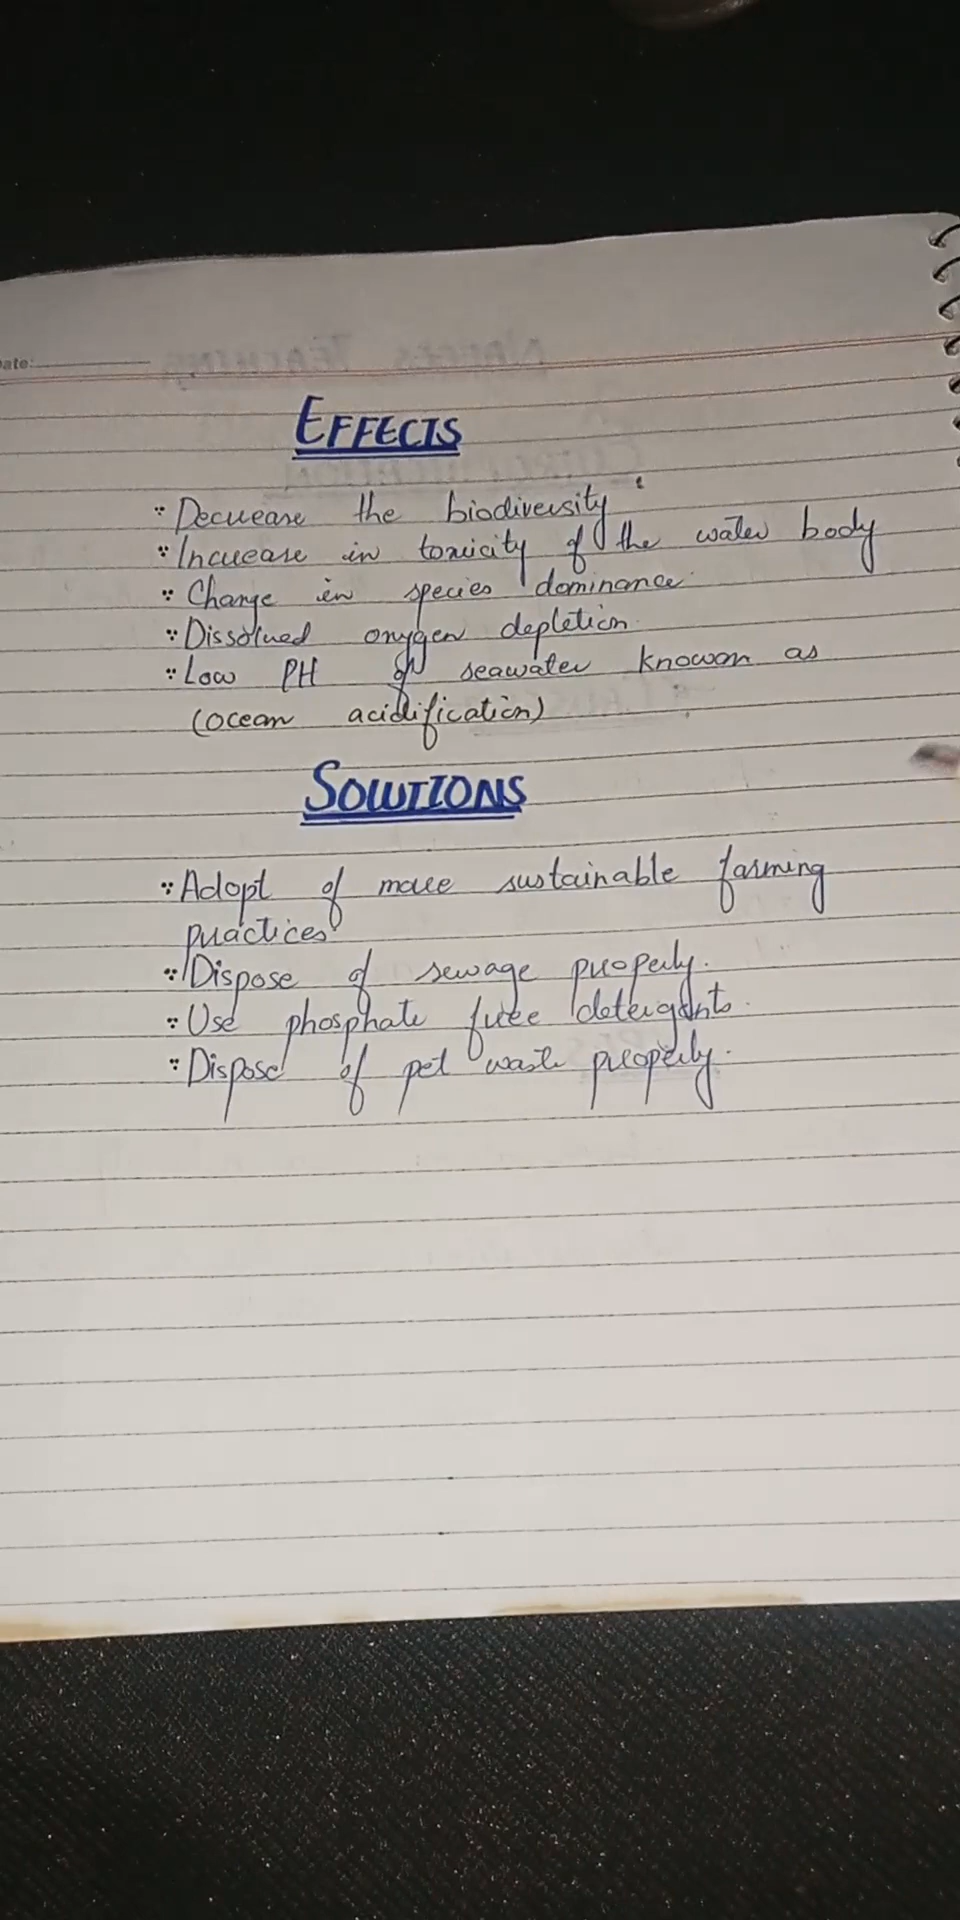 Date:
EFFECTS
Decrease the biodiversity
Increase in toxicity of the water body
Change in species dominance.
Dissolved oxygen depletion.
Low PH of seawater knowon as
(ocean acidification)
SOLUTIONS
Adopt of more sustainable farming
practices
Dispose of sewage properly.
Use phosphate free detergents.
Dispose of pet waste properly.